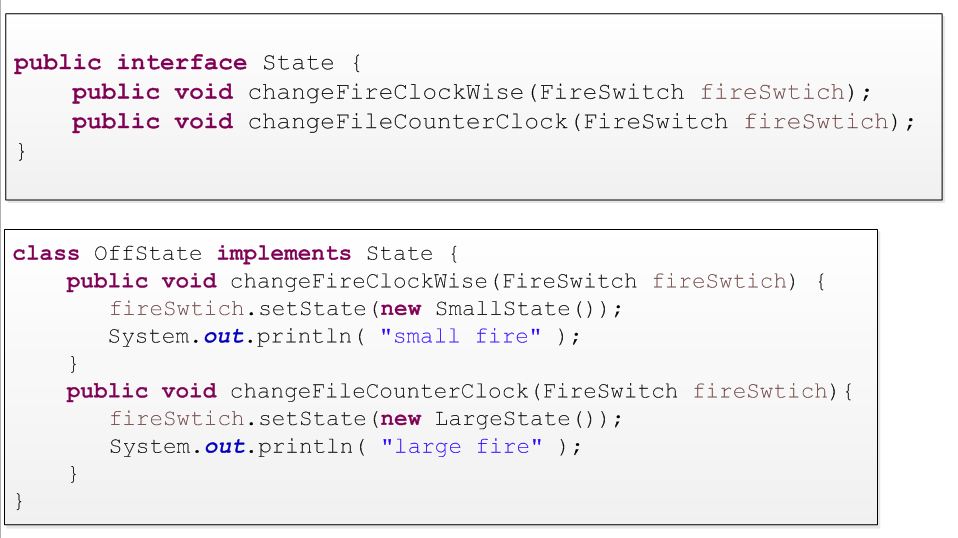 public interface State {
    public void changeFireClockWise(FireSwitch fireSwtich);
    public void changeFileCounterClock(FireSwitch fireSwtich);
}
class OffState implements State {
    public void changeFireClockWise(FireSwitch fireSwtich) {
       fireSwtich.setState(new SmallState());
       System.out.println( "small fire" );
    }
    public void changeFileCounterClock(FireSwitch fireSwtich){
       fireSwtich.setState(new LargeState());
       System.out.println( "large fire" );
    }
}